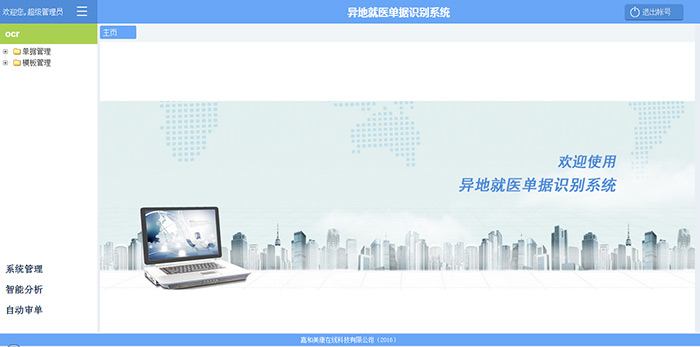 欢迎您,超级管理员
异地就医单据识别系统
退出帐号
ocr
主页
单据管理
模板管理
欢迎使用
异地就医单据识别系统
系统管理
智能分析
自动审单
嘉和美康在线科技有限公司（2016）